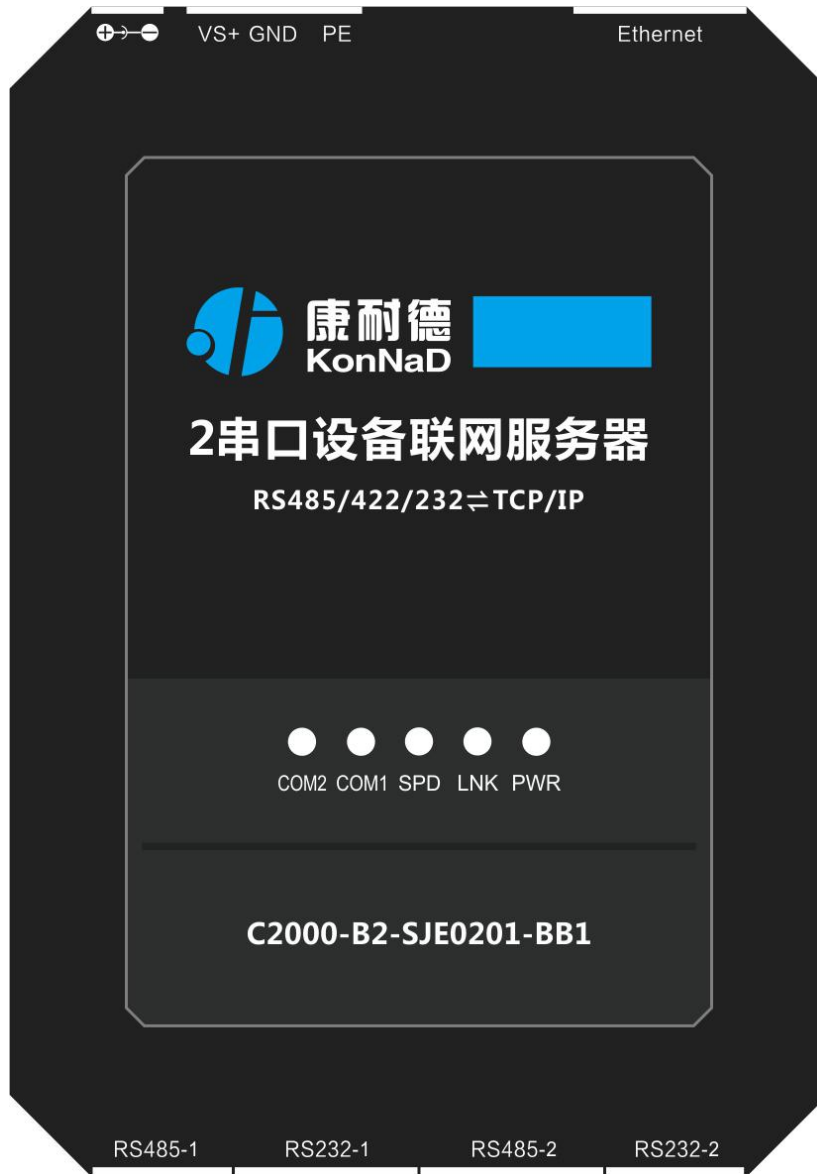 VS+ GND PE Ethernet
康耐德
KonNaD
2串口设备联网服务器
RS485/422/232⇌TCP/IP
COM2 COM1 SPD LNK PWR
C2000-B2-SJE0201-BB1
RS485-1 RS232-1 RS485-2 RS232-2